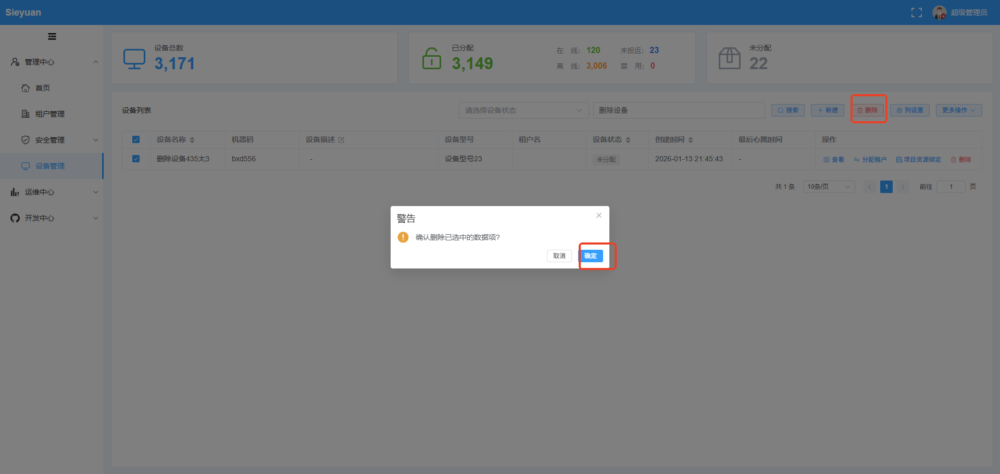 Sieyuan
超级管理员
管理中心
首页
租户管理
安全管理
设备管理
运维中心
开发中心
设备总数
3,171
已分配
3,149
在 线: 120 未投运: 23
离 线: 3,006 禁 用: 0
未分配
22
设备列表 请选择设备状态 删除设备 搜索 新建 删除 列设置 更多操作
设备名称 机器码 设备描述 设备型号 租户名 设备状态 创建时间 最后心跳时间 操作
删除设备435太3 bxd556 - 设备型号23 未分配 2026-01-13 21:45:43 - 查看 分配租户 项目资源绑定 删除
共 1 条 10条/页 1 前往 1 页
警告
确认删除已选中的数据项?
取消 确定